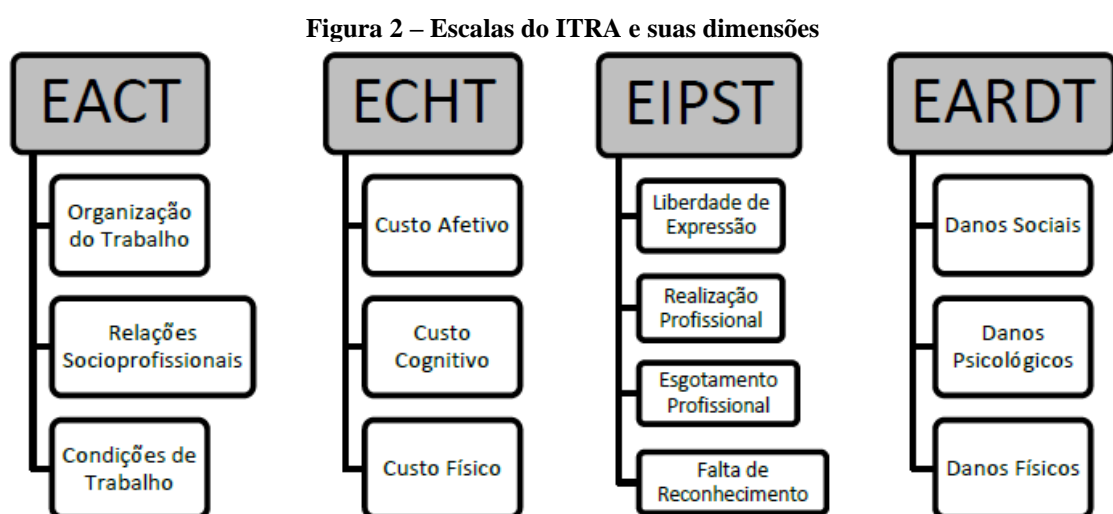 Figura 2 – Escalas do ITRA e suas dimensões
EACT
Organização
do Trabalho
Relações
Socioprofissionais
Condições de
Trabalho
ECHT
Custo Afetivo
Custo
Cognitivo
Custo Físico
EIPST
Liberdade de
Expressão
Realização
Profissional
Esgotamento
Profissional
Falta de
Reconhecimento
EARDT
Danos Sociais
Danos
Psicológicos
Danos Físicos